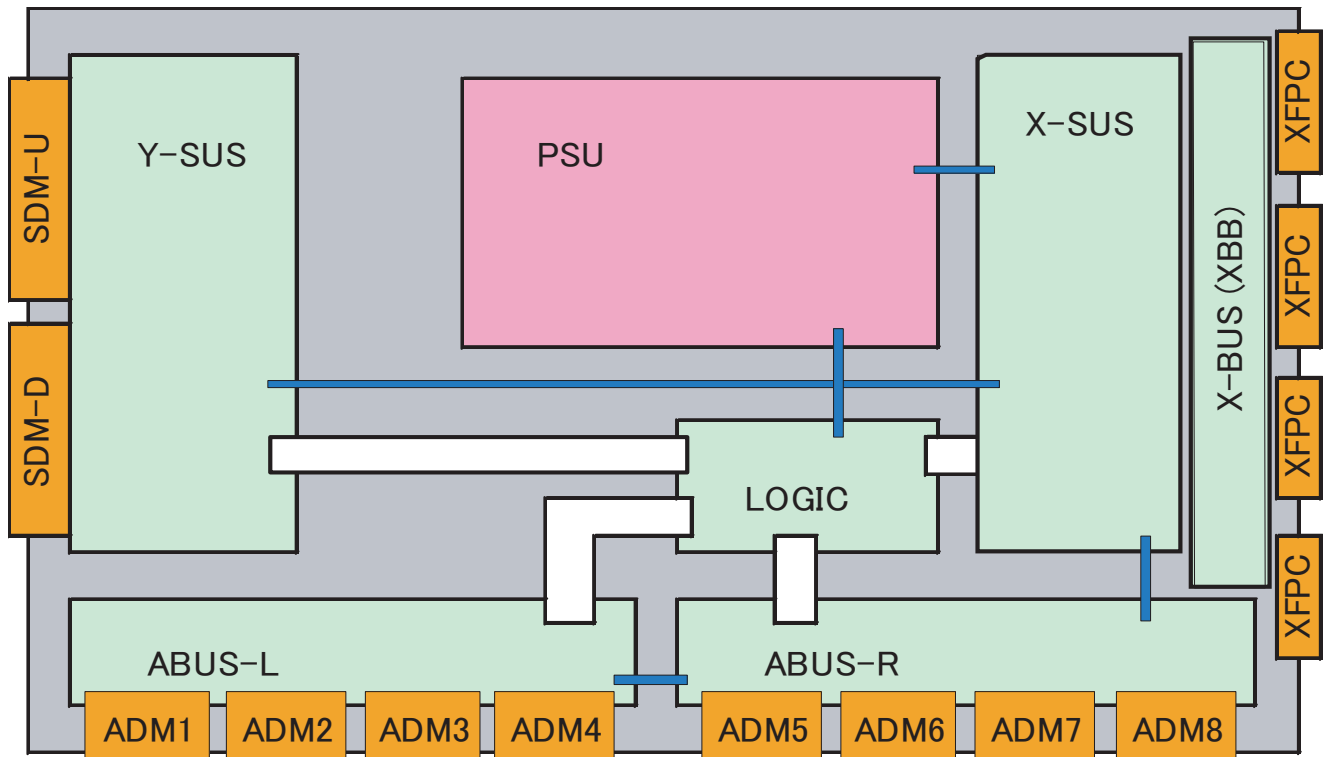 SDM-U
SDM-D
Y-SUS
PSU
X-SUS
X-BUS (XBB)
XFPC
XFPC
XFPC
XFPC
LOGIC
ABUS-L
ABUS-R
ADM1
ADM2
ADM3
ADM4
ADM5
ADM6
ADM7
ADM8